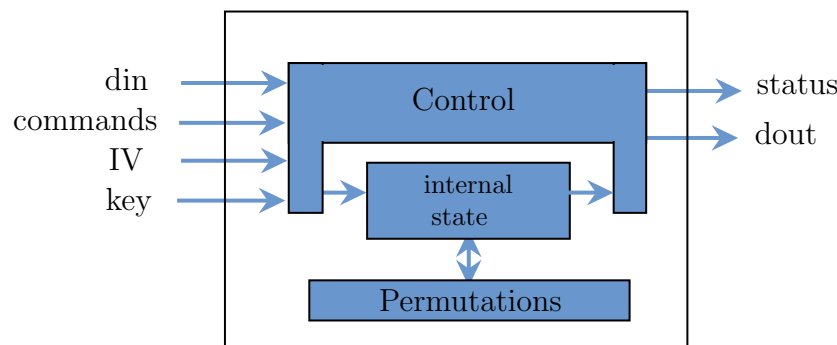 din
commands
IV
key
Control
internal
state
Permutations
status
dout